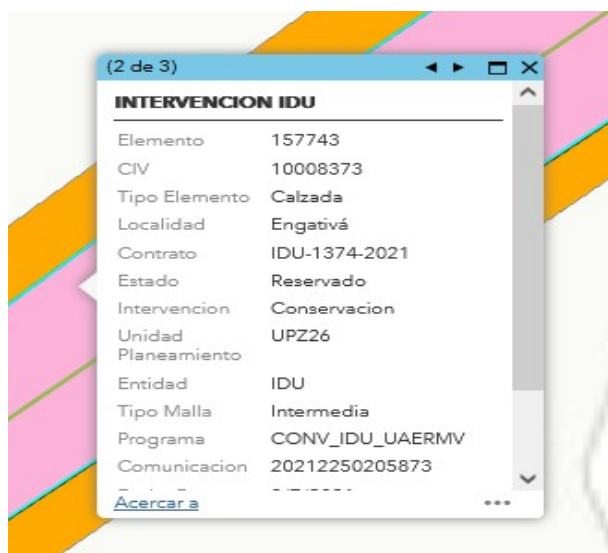 (2 de 3)
INTERVENCION IDU
Elemento 157743
CIV 10008373
Tipo Elemento Calzada
Localidad Engativá
Contrato IDU-1374-2021
Estado Reservado
Intervencion Conservacion
Unidad Planeamiento UPZ26
Entidad IDU
Tipo Malla Intermedia
Programa CONV_IDU_UAERMV
Comunicacion 20212250205873
Acercar a